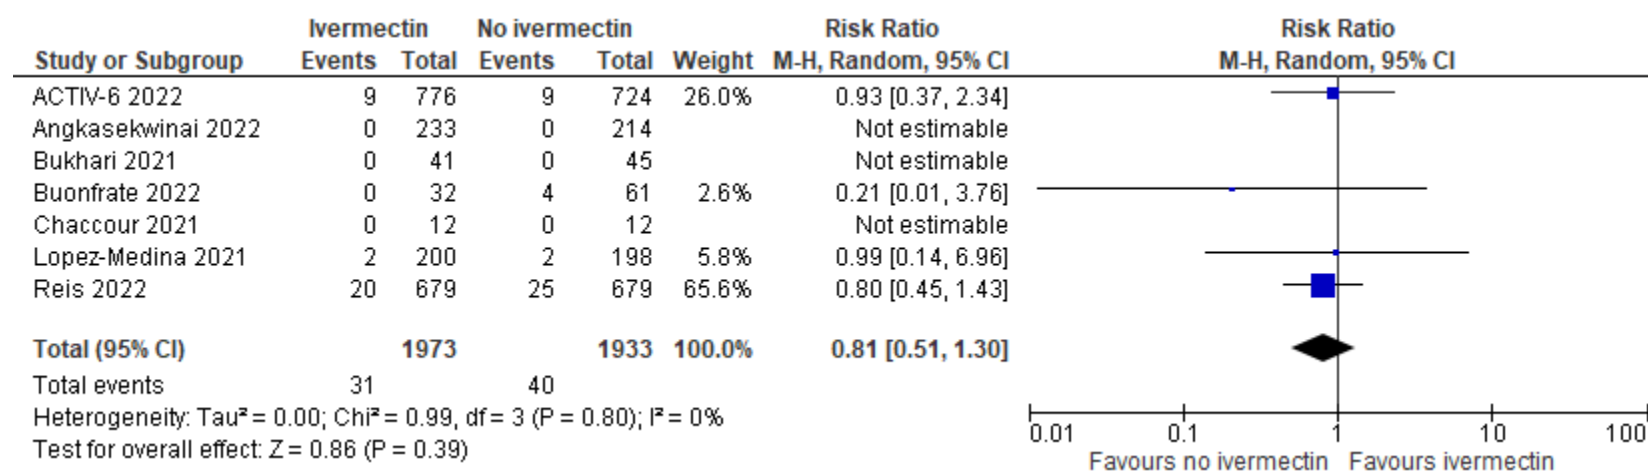 Ivermectin No ivermectin Risk Ratio Risk Ratio
Study or Subgroup Events Total Events Total Weight M-H, Random, 95% CI M-H, Random, 95% CI
ACTIV-6 2022 9 776 9 724 26.0% 0.93 [0.37, 2.34]
Angkasekwinai 2022 0 233 0 214 Not estimable
Bukhari 2021 0 41 0 45 Not estimable
Buonfrate 2022 0 32 4 61 2.6% 0.21 [0.01, 3.76]
Chaccour 2021 0 12 0 12 Not estimable
Lopez-Medina 2021 2 200 2 198 5.8% 0.99 [0.14, 6.96]
Reis 2022 20 679 25 679 65.6% 0.80 [0.45, 1.43]
Total (95% CI) 1973 1933 100.0% 0.81 [0.51, 1.30]
Total events 31 40
Heterogeneity: Tau² = 0.00; Chi² = 0.99, df = 3 (P = 0.80); I² = 0%
Test for overall effect: Z = 0.86 (P = 0.39)
0.01 0.1 1 10 100
Favours no ivermectin Favours ivermectin